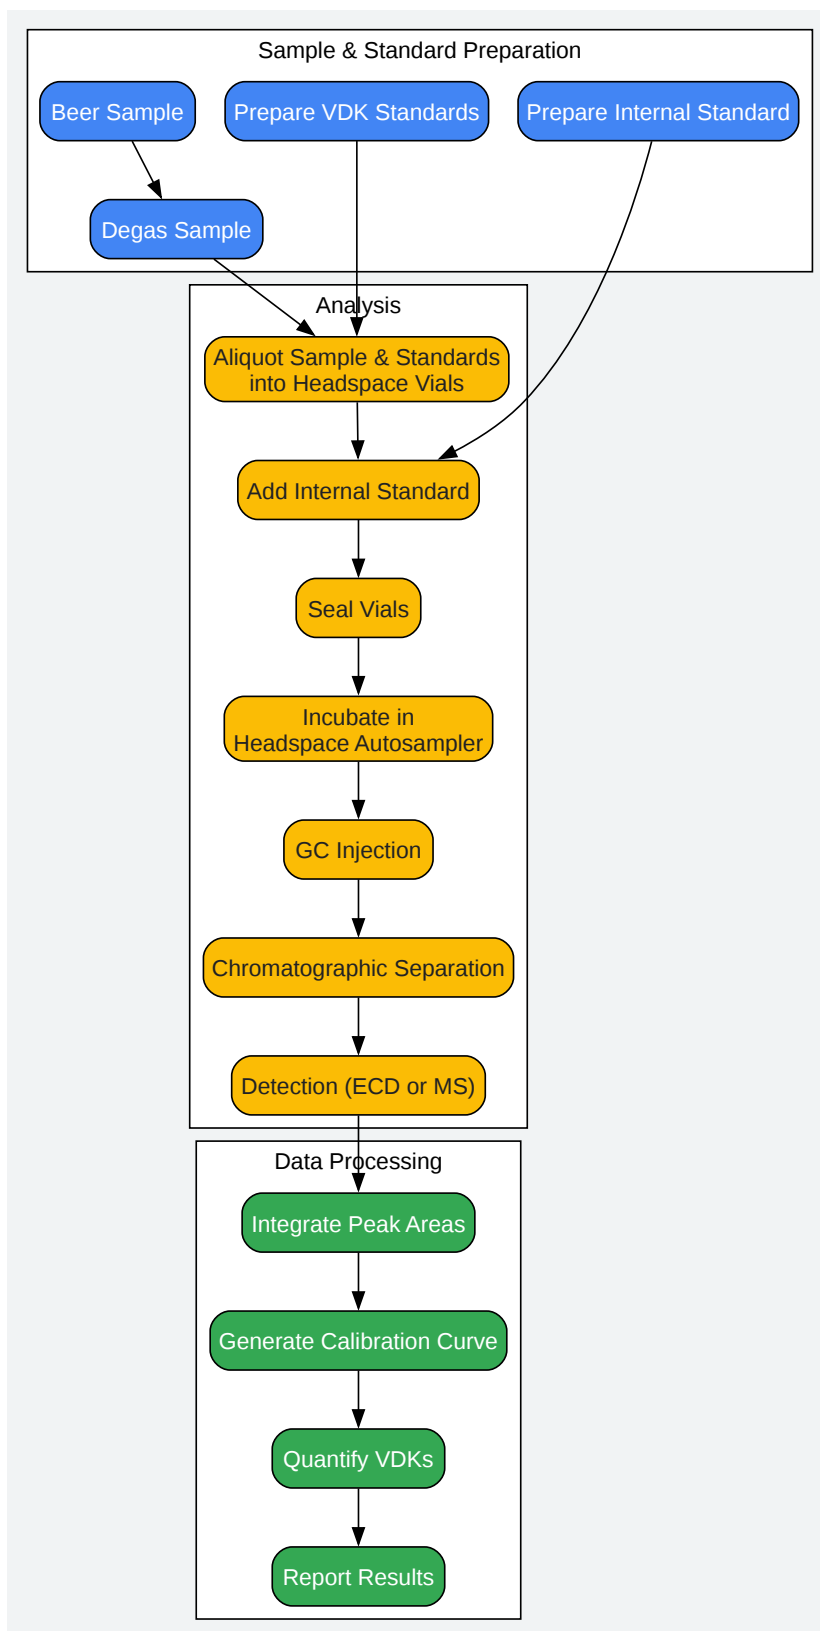 Sample & Standard Preparation
Beer Sample
Prepare VDK Standards
Prepare Internal Standard
Degas Sample
Analysis
Aliquot Sample & Standards
into Headspace Vials
Add Internal Standard
Seal Vials
Incubate in
Headspace Autosampler
GC Injection
Chromatographic Separation
Detection (ECD or MS)
Data Processing
Integrate Peak Areas
Generate Calibration Curve
Quantify VDKs
Report Results